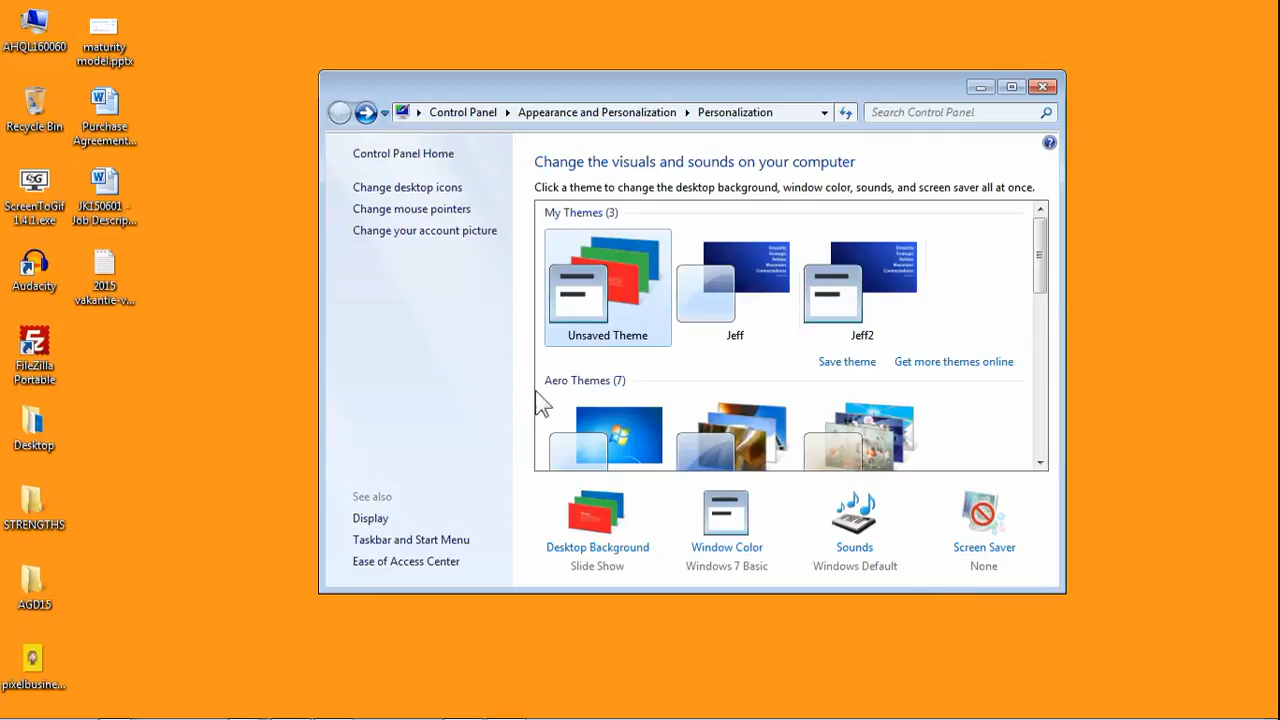 AHQL160060
maturity
model.pptx
Recycle Bin
Purchase
Agreement...
ScreenToGif
1.4.1.exe
JK150601 -
Job Descrip...
Audacity
2015
vakantie-v...
FileZilla
Portable
Desktop
STRENGTHS
AGD15
pixelbusine...
Control Panel
Appearance and Personalization
Personalization
Search Control Panel
Control Panel Home
Change desktop icons
Change mouse pointers
Change your account picture
See also
Display
Taskbar and Start Menu
Ease of Access Center
Change the visuals and sounds on your computer
Click a theme to change the desktop background, window color, sounds, and screen saver all at once.
My Themes (3)
Unsaved Theme
Jeff
Jeff2
Save theme
Get more themes online
Aero Themes (7)
Desktop Background
Slide Show
Window Color
Windows 7 Basic
Sounds
Windows Default
Screen Saver
None